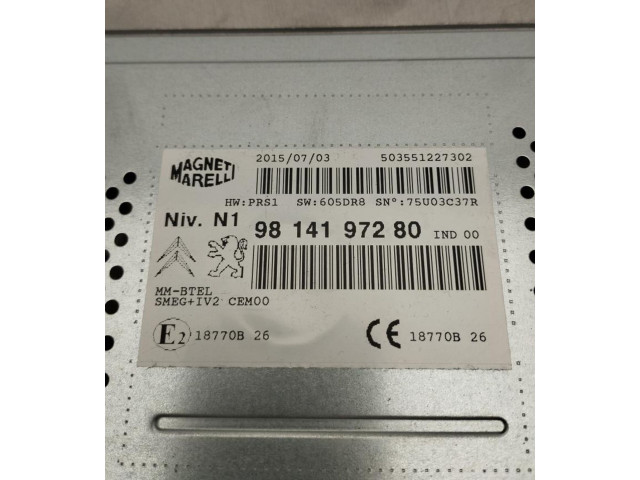 MAGNETI
MARELLI
2015/07/03 503551227302
HW:PRS1 SW:605DR8 SN°:75U03C37R
Niv. N1
98 141 972 80 IND 00
MM-BTEL
SMEG+IV2 CEM00
E2 18770B 26 CE 18770B 26